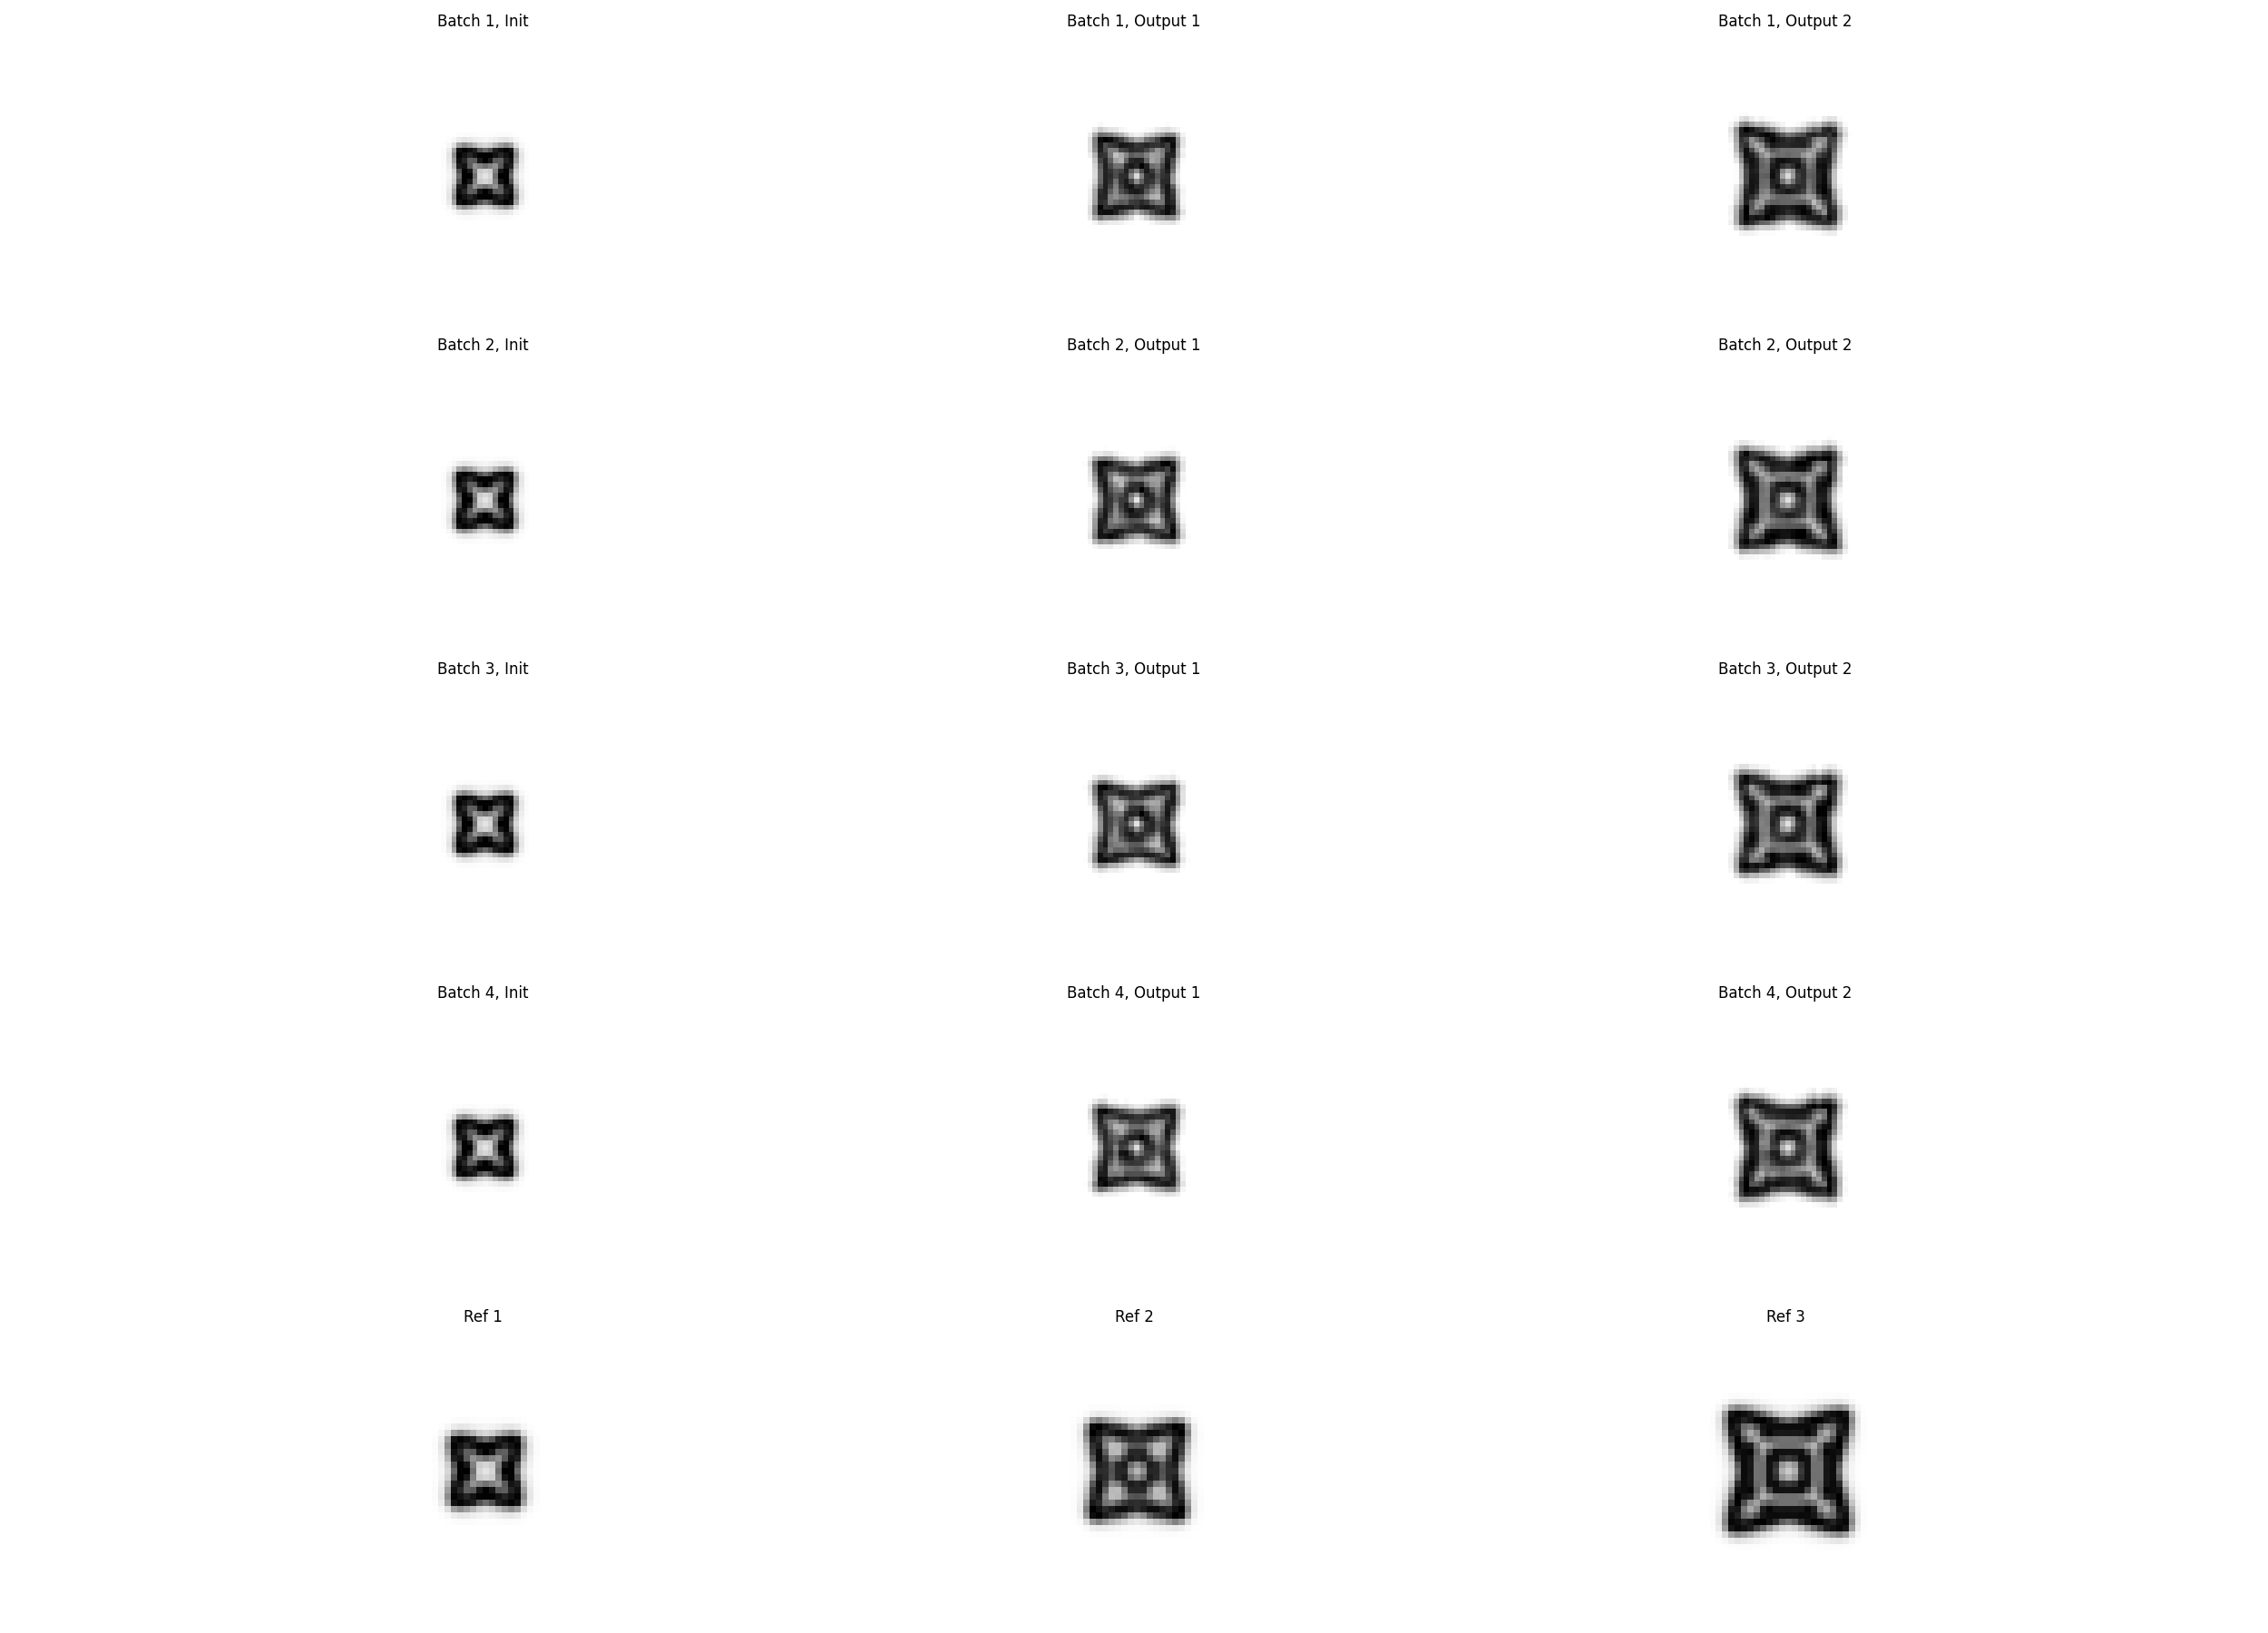 Batch 1, Init
Batch 1, Output 1
Batch 1, Output 2
Batch 2, Init
Batch 2, Output 1
Batch 2, Output 2
Batch 3, Init
Batch 3, Output 1
Batch 3, Output 2
Batch 4, Init
Batch 4, Output 1
Batch 4, Output 2
Ref 1
Ref 2
Ref 3